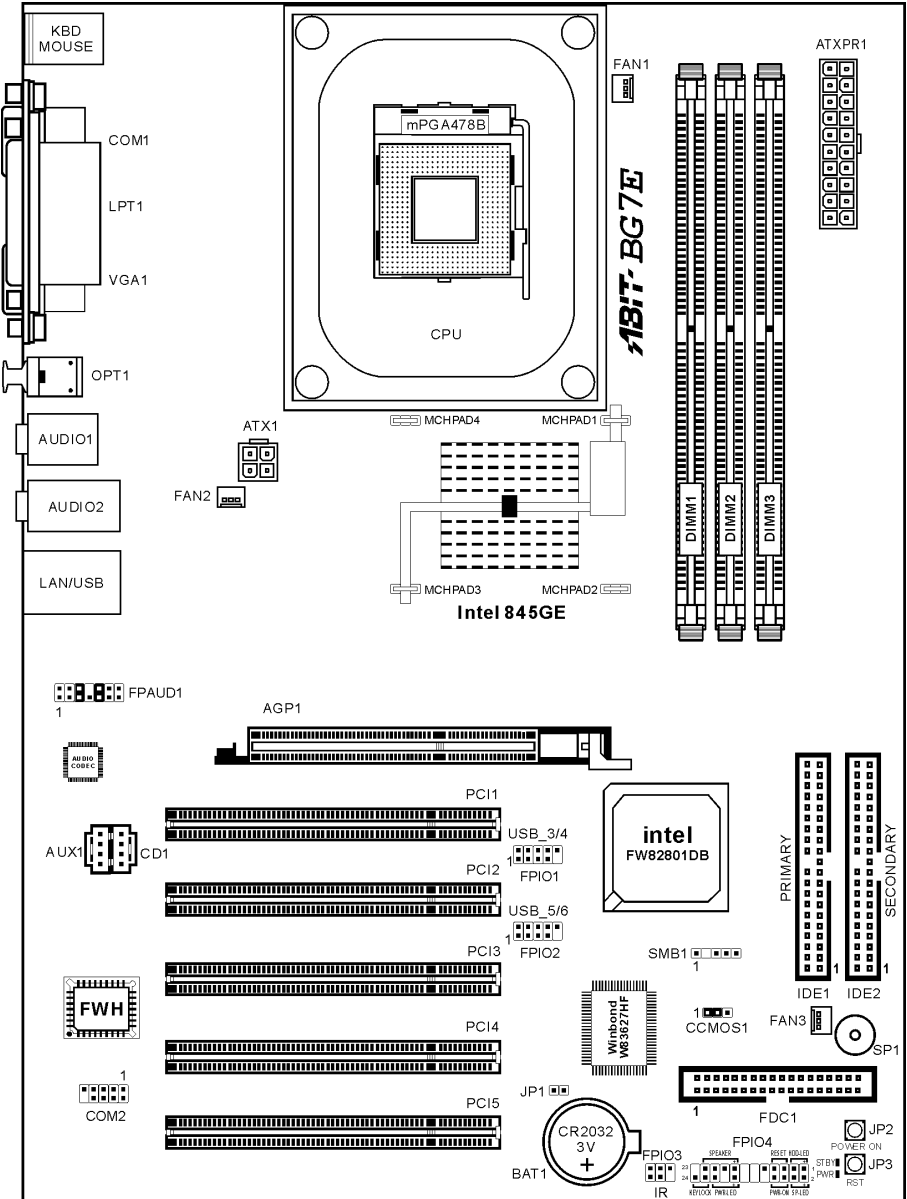 KBD
MOUSE
ATXPR1
FAN1
mPGA478B
COM1
LPT1
VGA1
ABIT BG7E
CPU
OPT1
MCHPAD4
MCHPAD1
ATX1
AUDIO1
FAN2
AUDIO2
DIMM1
DIMM2
DIMM3
LAN/USB
MCHPAD3
MCHPAD2
Intel 845GE
FPAUD1
1
AGP1
AUDIO
CODEC
PCI1
USB_3/4
1
FPIO1
intel
FW82801DB
PRIMARY
SECONDARY
AUX1
CD1
PCI2
USB_5/6
1
FPIO2
PCI3
SMB1
1
1
1
IDE1
IDE2
FWH
Winbond
W83627HF
1
CCMOS1
FAN3
SP1
PCI4
1
COM2
JP1
PCI5
1
FDC1
CR2032
3V
+
BAT1
FPIO3
IR
FPIO4
SPEAKER
RESET
HDD-LED
23
24
1
2
KEYLOCK
PWR-LED
PWR-ON
SP-LED
JP2
POWER ON
STBY
PWR
JP3
RST